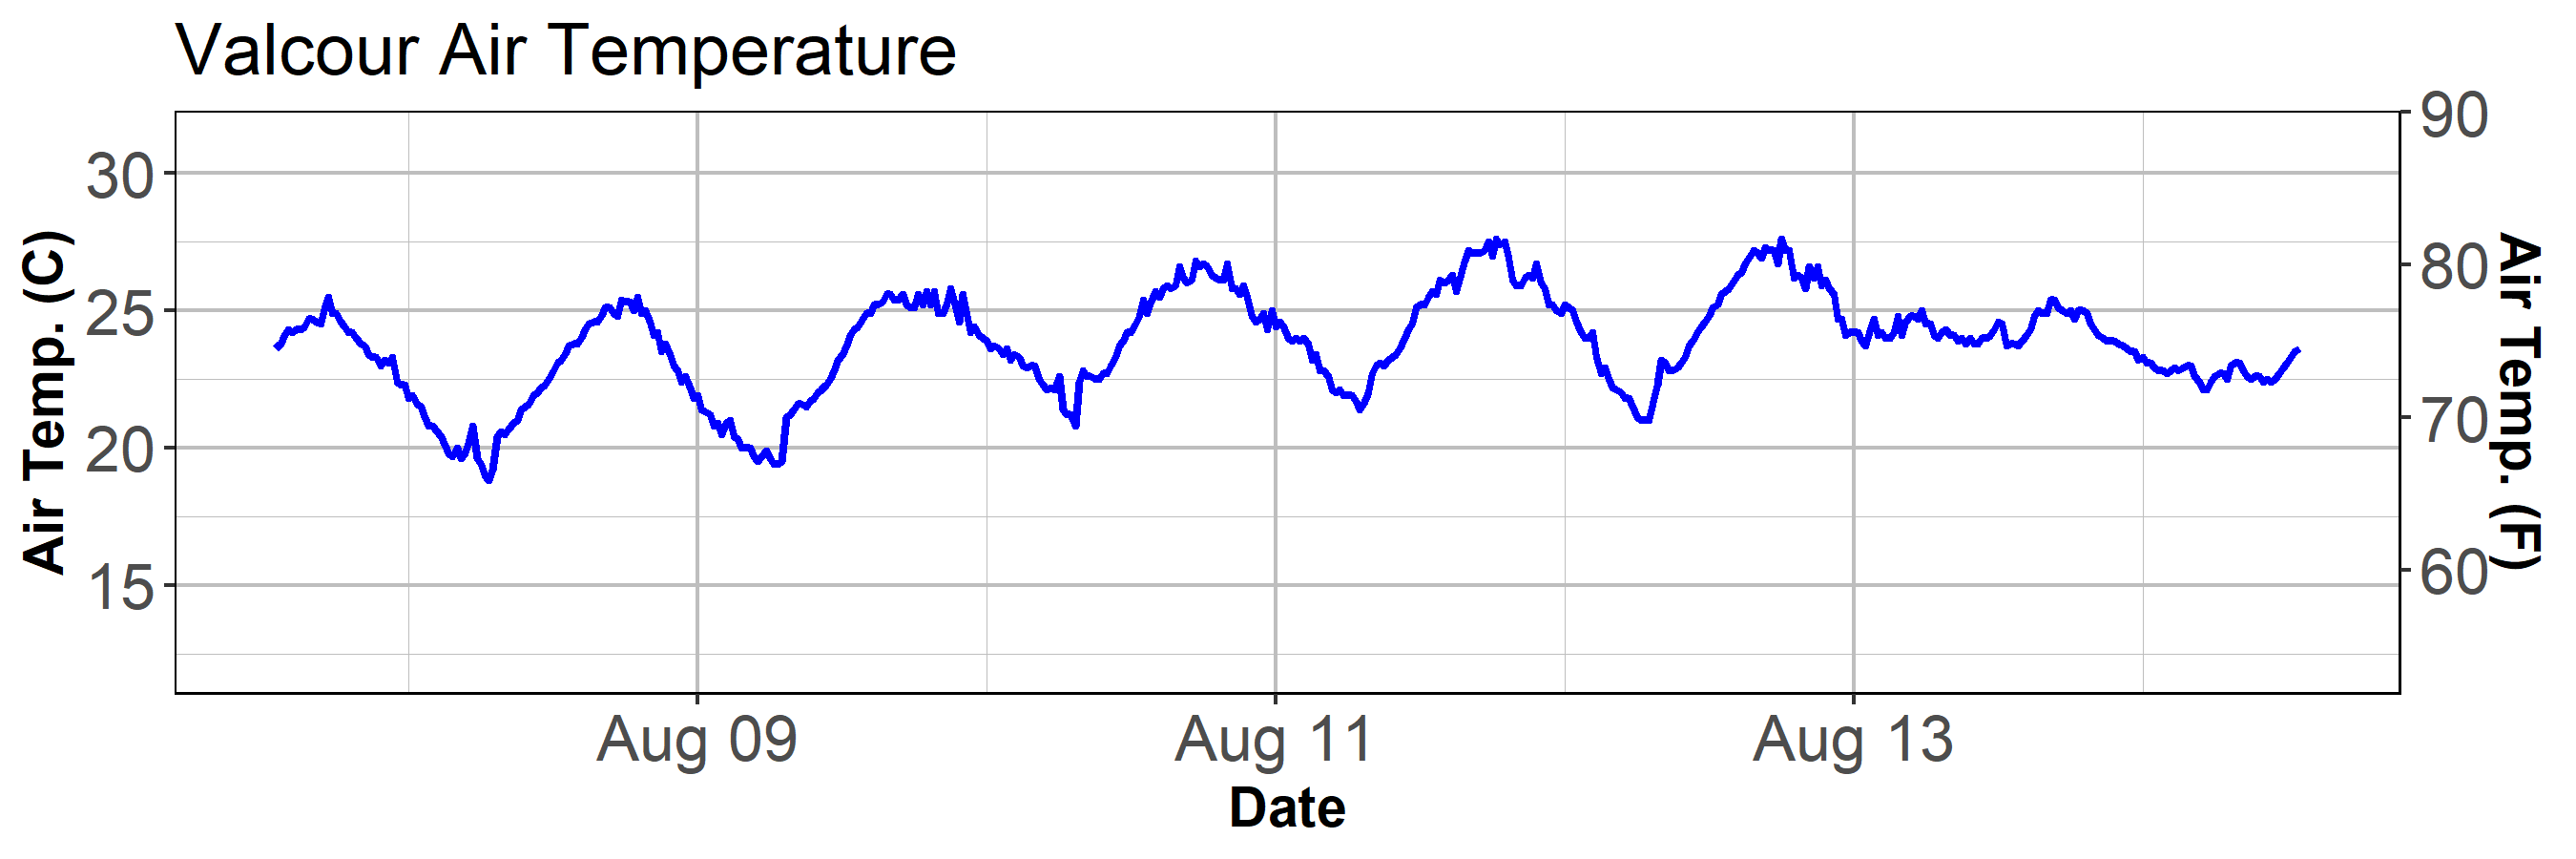 Valcour Air Temperature
Air Temp. (C)
30
25
20
15
90
80
70
60
Air Temp. (F)
Aug 09
Aug 11
Aug 13
Date